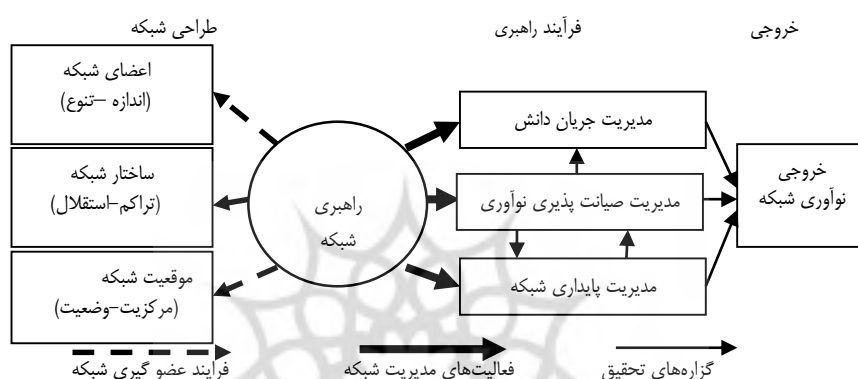 طراحی شبکه
فرآیند راهبری
خروجی
اعضای شبکه
(اندازه –تنوع)
ساختار شبکه
(تراکم–استقلال)
موقعیت شبکه
(مرکزیت–وضعیت)
راهبری
شبکه
مدیریت جریان دانش
مدیریت صیانت پذیری نوآوری
مدیریت پایداری شبکه
خروجی
نوآوری شبکه
فرایند عضو گیری شبکه
فعالیت‌های مدیریت شبکه
گزاره‌های تحقیق